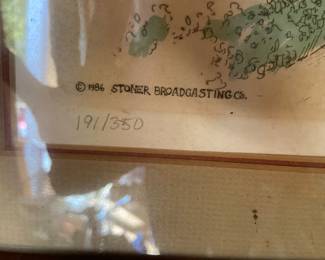 © 1986 STONER BROADCASTING CO.
191/350